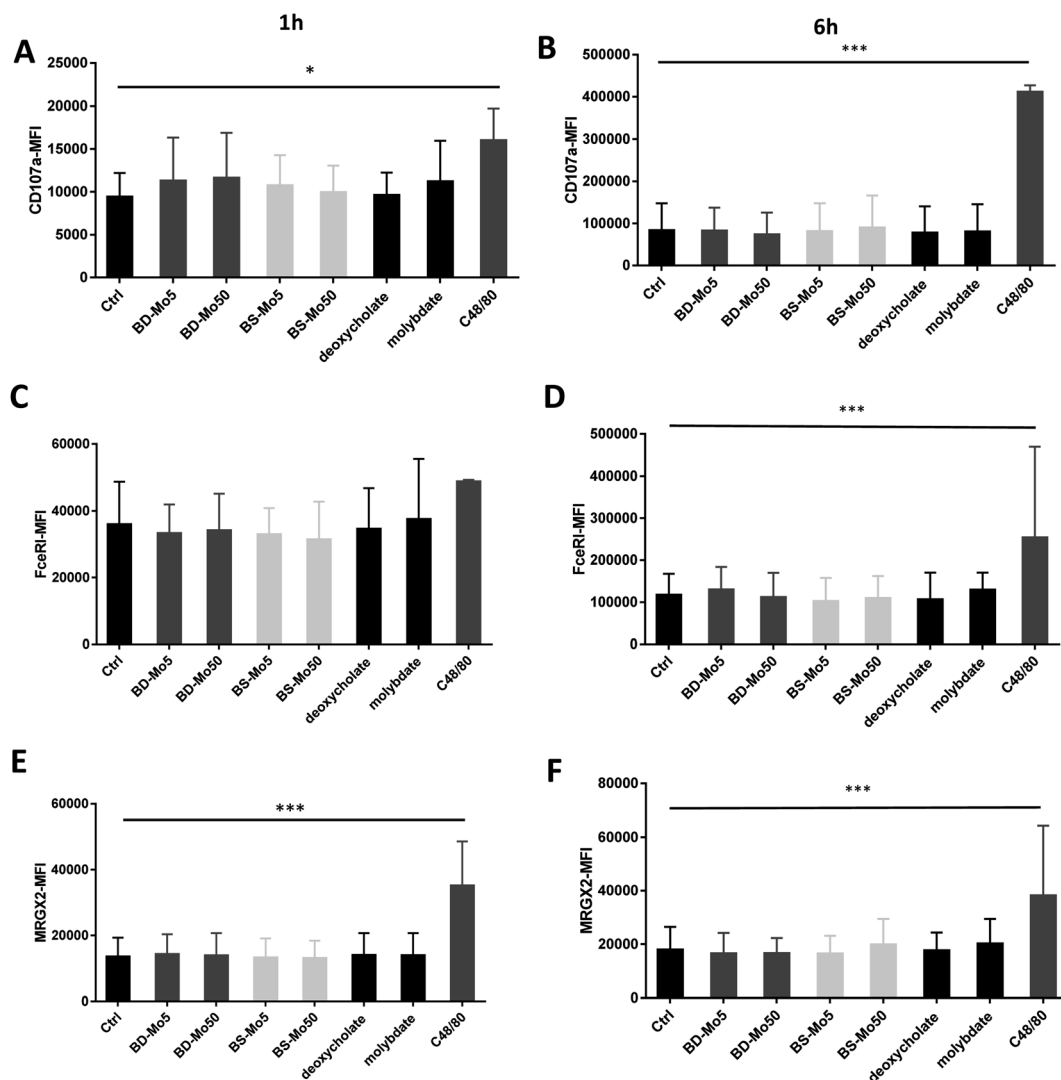 1h
6h
A
CD107a-MFI
25000
20000
15000
10000
5000
0
*
Ctrl
BD-Mo5
BD-Mo50
BS-Mo5
BS-Mo50
deoxycholate
molybdate
C48/80
B
CD107a-MFI
500000
400000
300000
200000
100000
0
***
Ctrl
BD-Mo5
BD-Mo50
BS-Mo5
BS-Mo50
deoxycholate
molybdate
C48/80
C
FceRI-MFI
60000
40000
20000
0
Ctrl
BD-Mo5
BD-Mo50
BS-Mo5
BS-Mo50
deoxycholate
molybdate
C48/80
D
FceRI-MFI
500000
400000
300000
200000
100000
0
***
Ctrl
BD-Mo5
BD-Mo50
BS-Mo5
BS-Mo50
deoxycholate
molybdate
C48/80
E
MRGX2-MFI
60000
40000
20000
0
***
Ctrl
BD-Mo5
BD-Mo50
BS-Mo5
BS-Mo50
deoxycholate
molybdate
C48/80
F
MRGX2-MFI
80000
60000
40000
20000
0
***
Ctrl
BD-Mo5
BD-Mo50
BS-Mo5
BS-Mo50
deoxycholate
molybdate
C48/80